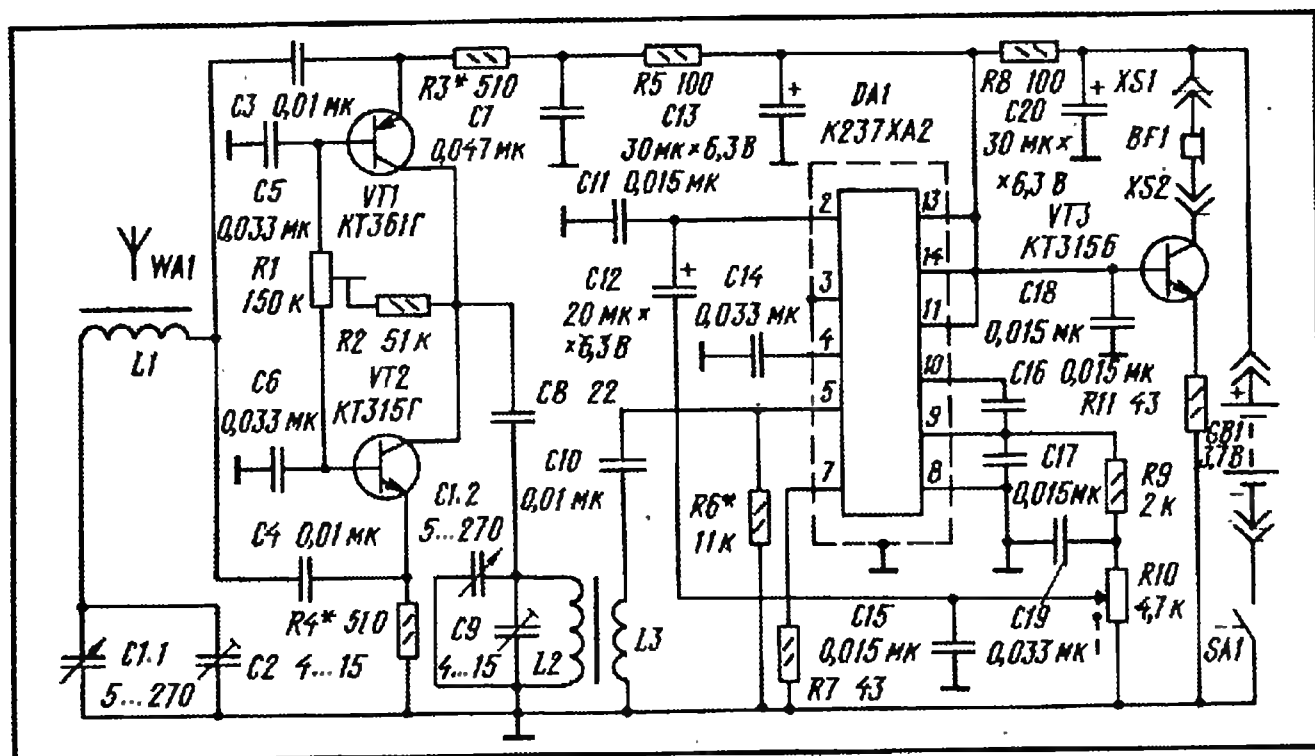 C3 0,01 мк
R3* 510
C7
0,047 мк
R5 100
C13
30 мк × 6,3 В
DA1
К237ХА2
R8 100
C20
30 мк ×
×6,3 В
+
+
+ XS1
BF1
XS2
C5
0,033 мк
VT1
КТ361Г
C11 0,015 мк
2
13
VT3
КТ315Б
WA1
R1
150 к
R2 51 к
C12
20 мк ×
×6,3 В
+
C14
0,033 мк
3
14
4
11
C18
0,015 мк
L1
C6
0,033 мк
VT2
КТ315Г
C8 22
5
10
C16 0,015 мк
R11 43
GB1
3,7 В
+
−
C10
0,01 мк
9
7
8
C17
0,015 мк
R9
2 к
C4 0,01 мк
C1.2
5...270
R6*
11 к
R10
4,7 к
C1.1
5...270
C2 4...15
R4* 510
C9
4...15
L2
L3
R7 43
C15
0,015 мк
C19
0,033 мк
SA1